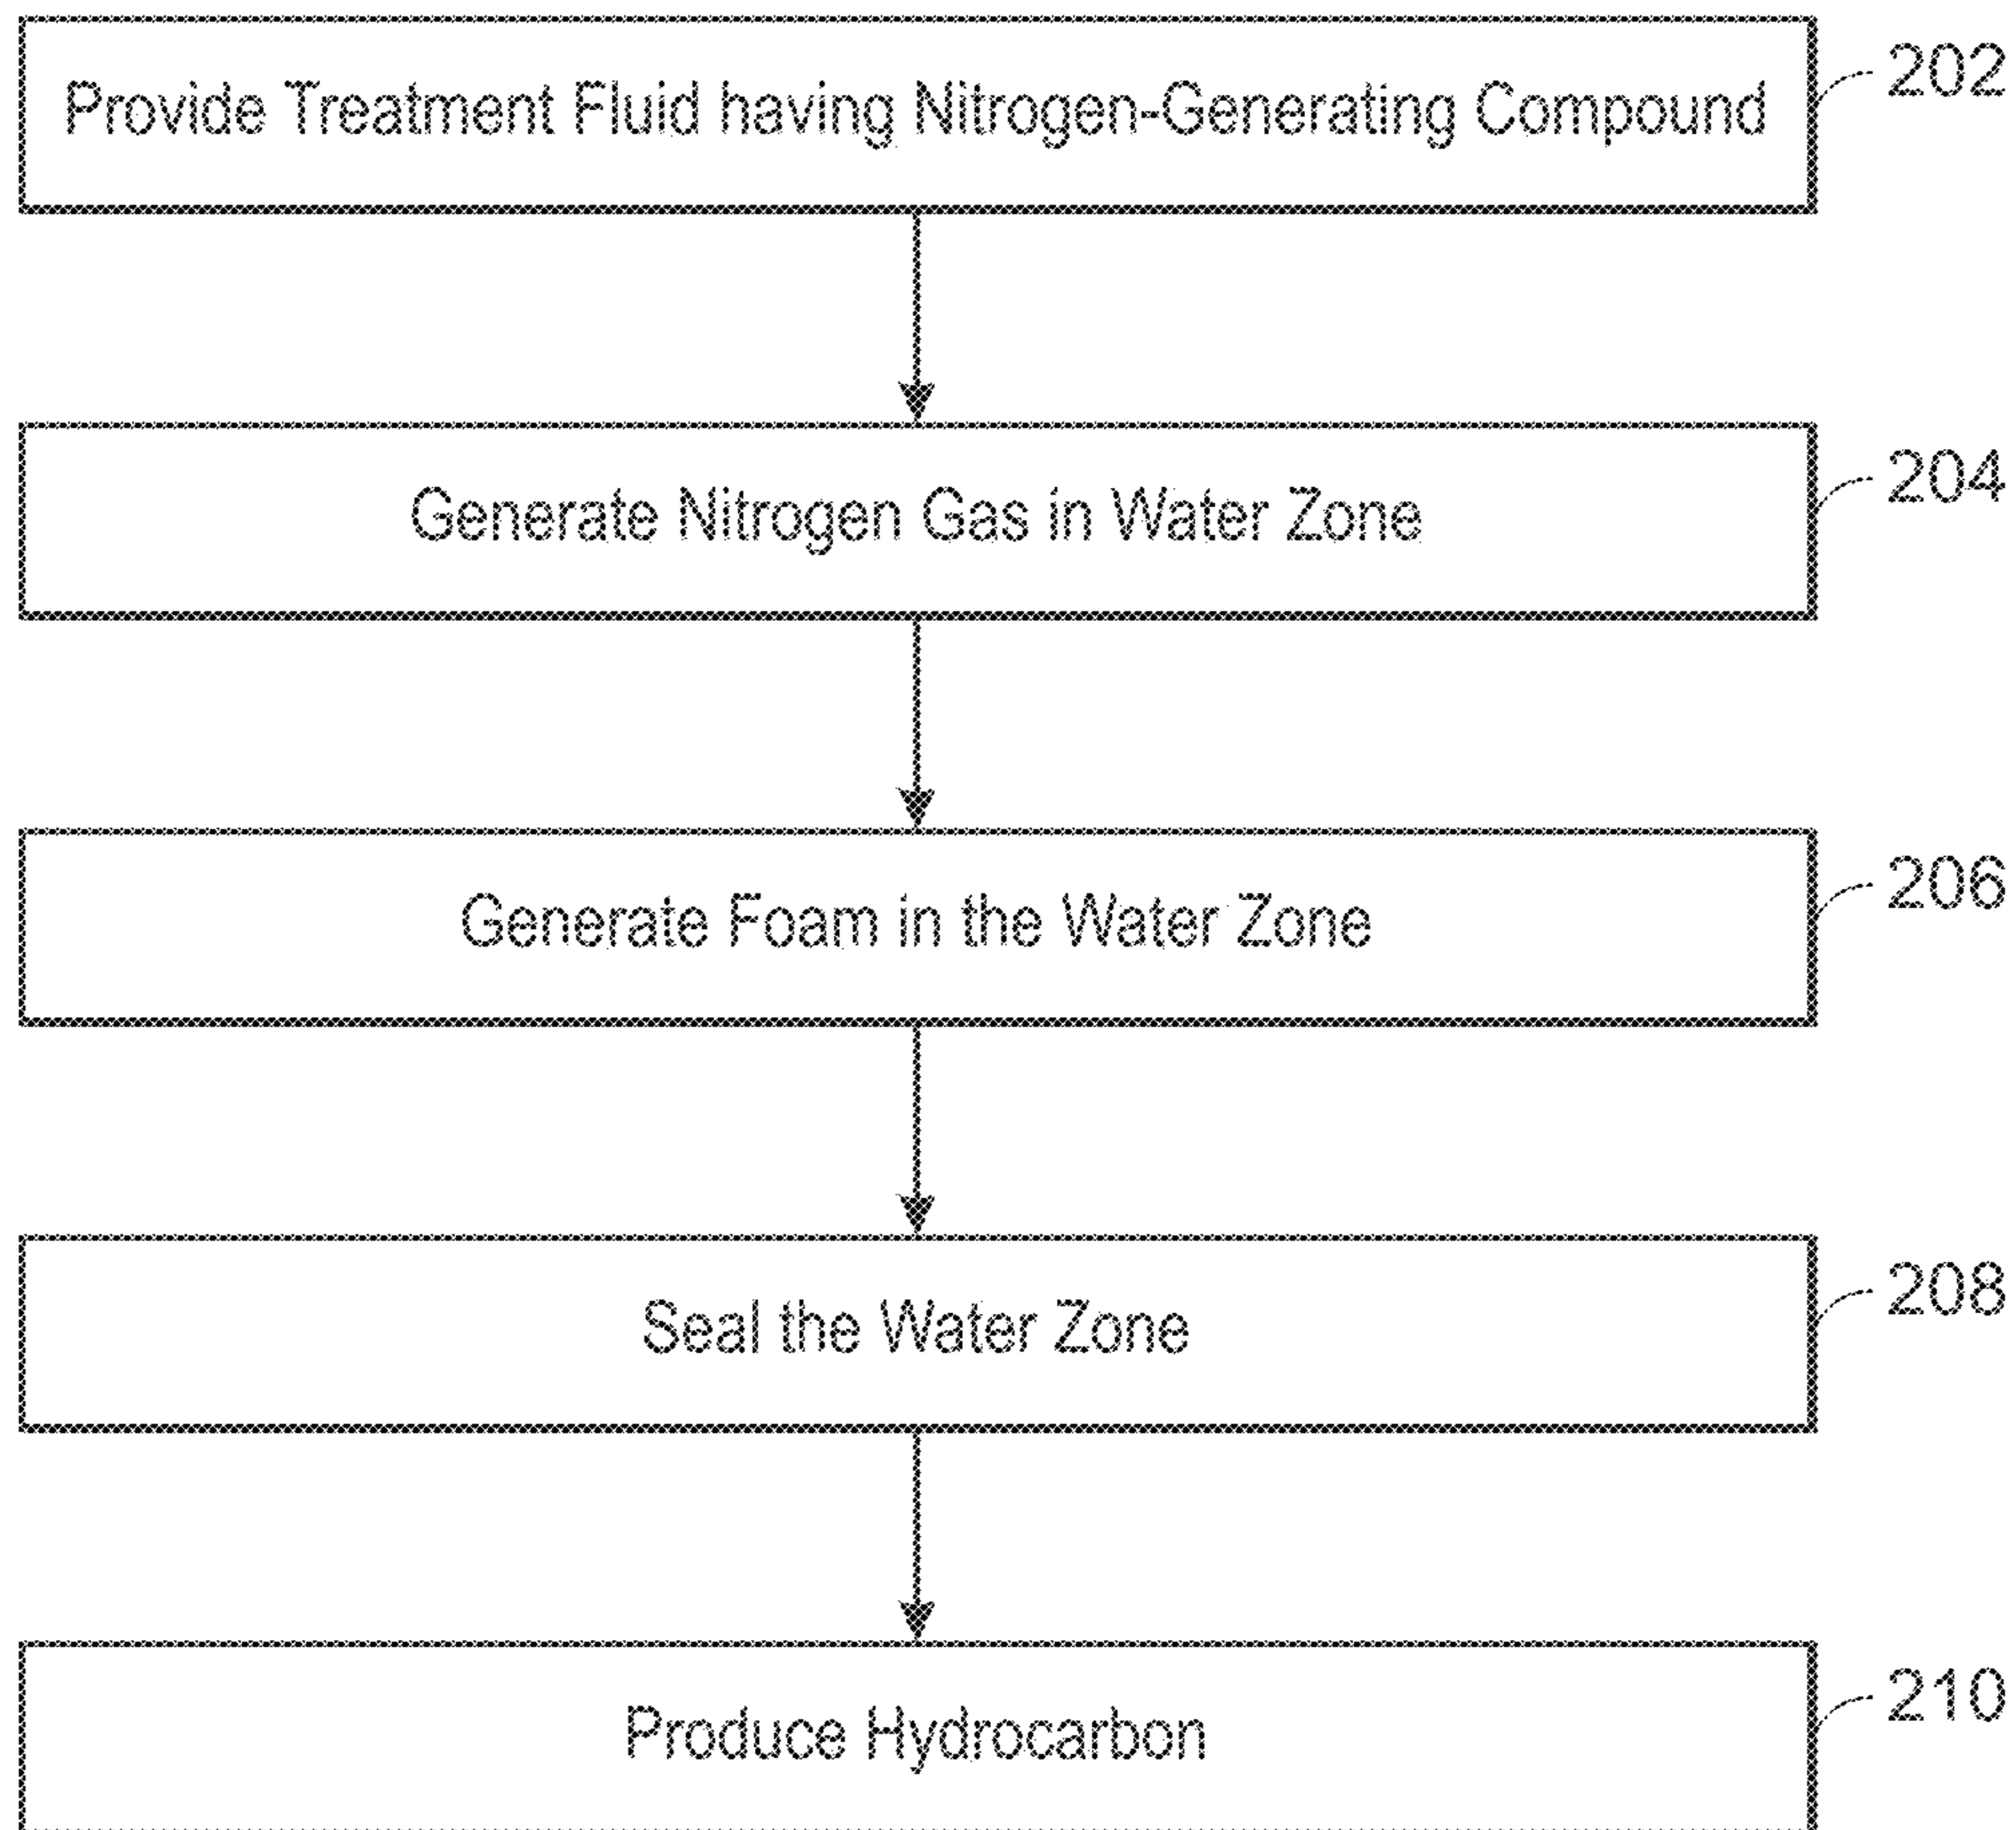 Provide Treatment Fluid having Nitrogen-Generating Compound
202
Generate Nitrogen Gas in Water Zone
204
Generate Foam in the Water Zone
206
Seal the Water Zone
208
Produce Hydrocarbon
210